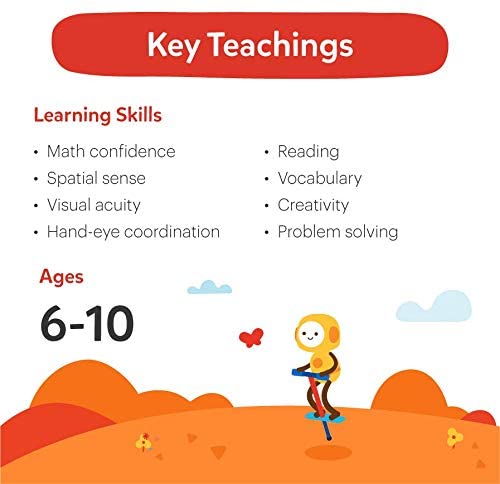 Key Teachings
Learning Skills
• Math confidence
• Spatial sense
• Visual acuity
• Hand-eye coordination
• Reading
• Vocabulary
• Creativity
• Problem solving
Ages
6-10